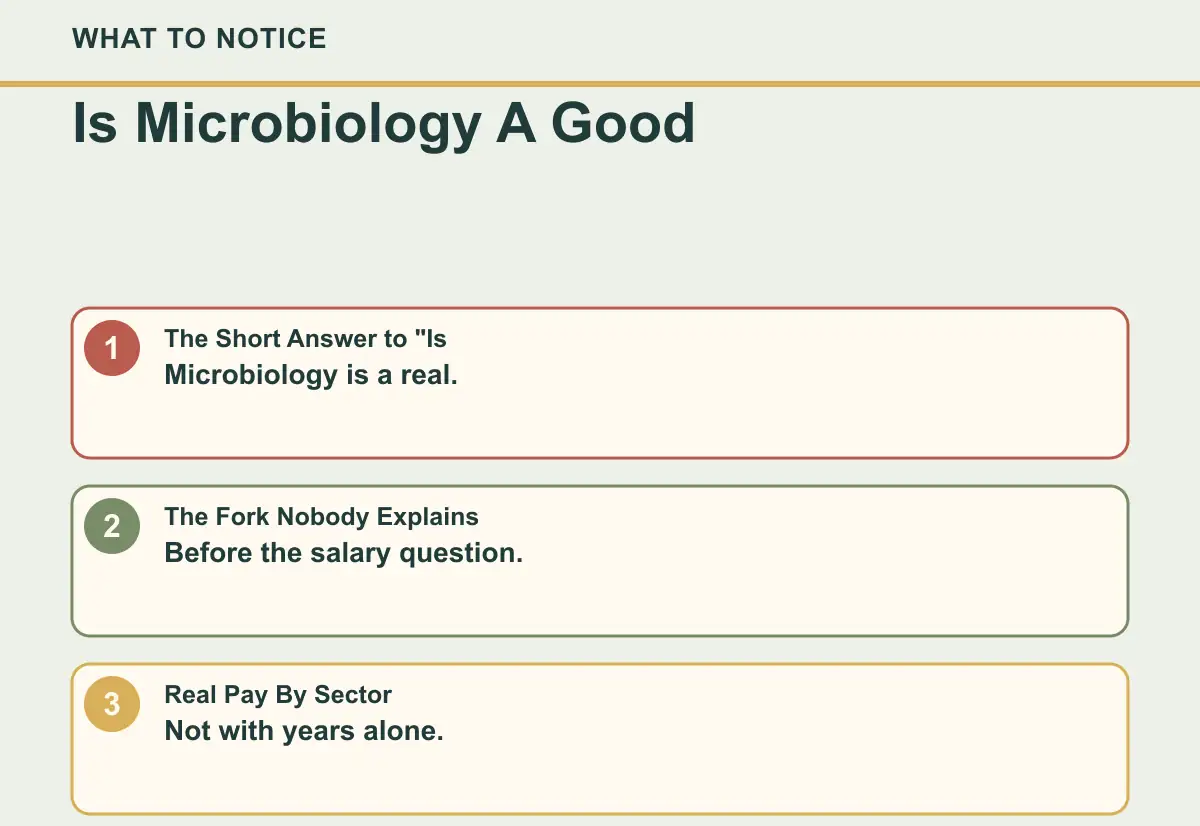 WHAT TO NOTICE
Is Microbiology A Good
1
The Short Answer to "Is
Microbiology is a real.
2
The Fork Nobody Explains
Before the salary question.
3
Real Pay By Sector
Not with years alone.